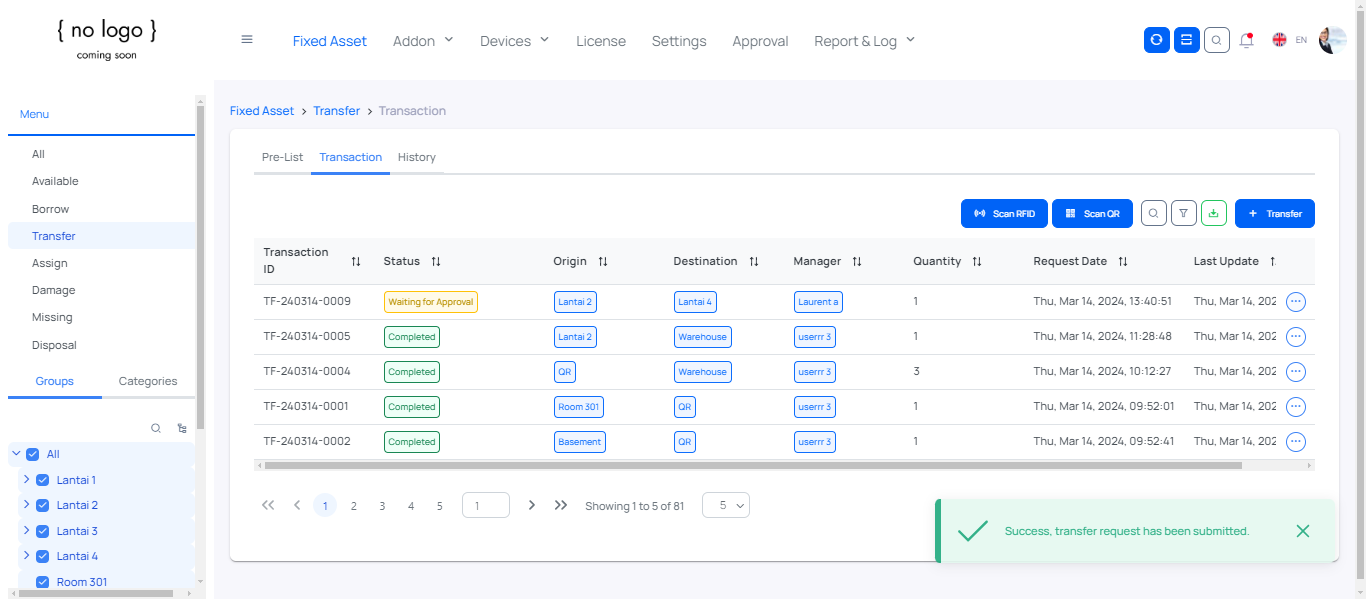 { no logo }
coming soon
Fixed Asset Addon Devices License Settings Approval Report & Log EN
Menu
All
Available
Borrow
Transfer
Assign
Damage
Missing
Disposal
Groups Categories
All
Lantai 1
Lantai 2
Lantai 3
Lantai 4
Room 301
Fixed Asset > Transfer > Transaction
Pre-List Transaction History
Scan RFID Scan QR + Transfer
Transaction ID Status Origin Destination Manager Quantity Request Date Last Update
TF-240314-0009 Waiting for Approval Lantai 2 Lantai 4 Laurent a 1 Thu, Mar 14, 2024, 13:40:51 Thu, Mar 14, 202
TF-240314-0005 Completed Lantai 2 Warehouse userrr 3 1 Thu, Mar 14, 2024, 11:28:48 Thu, Mar 14, 202
TF-240314-0004 Completed QR Warehouse userrr 3 3 Thu, Mar 14, 2024, 10:12:27 Thu, Mar 14, 202
TF-240314-0001 Completed Room 301 QR userrr 3 1 Thu, Mar 14, 2024, 09:52:01 Thu, Mar 14, 202
TF-240314-0002 Completed Basement QR userrr 3 1 Thu, Mar 14, 2024, 09:52:41 Thu, Mar 14, 202
1 2 3 4 5 1 Showing 1 to 5 of 81 5
Success, transfer request has been submitted.